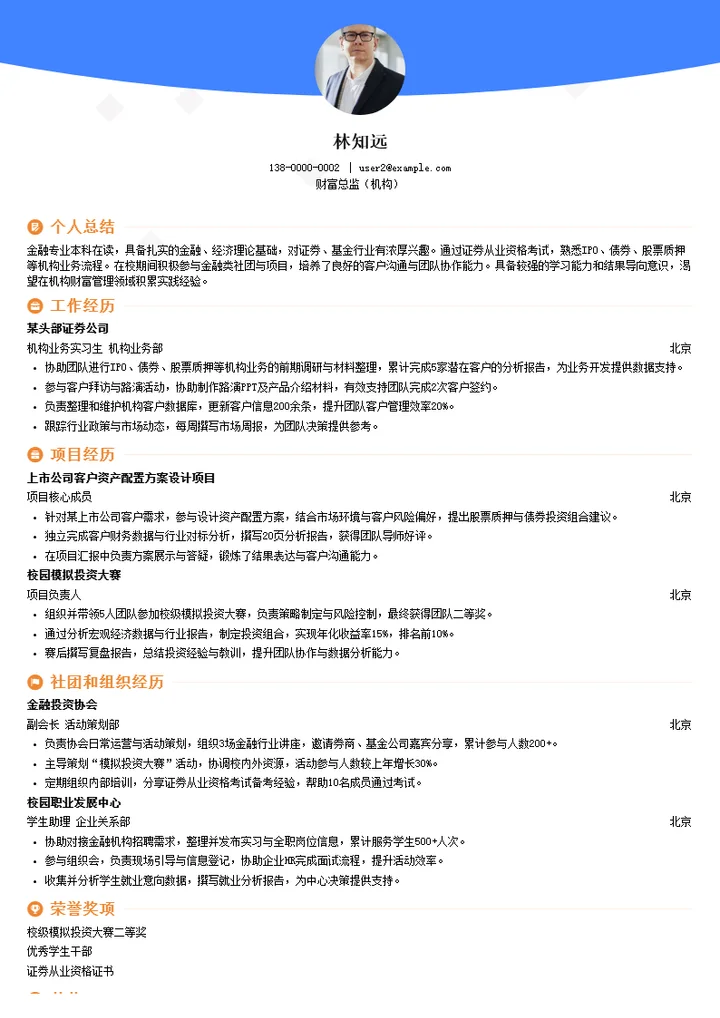 林知远
138-0000-0002 | user2@example.com
财富总监（机构）
个人总结
金融专业本科在读，具备扎实的金融、经济理论基础，对证券、基金行业有浓厚兴趣。通过证券从业资格考试，熟悉IPO、债券、股票质押
等机构业务流程。在校期间积极参与金融类社团与项目，培养了良好的客户沟通与团队协作能力。具备较强的学习能力和结果导向意识，渴
望在机构财富管理领域积累实践经验。
工作经历
某头部证券公司
机构业务实习生 机构业务部 北京
• 协助团队进行IPO、债券、股票质押等机构业务的前期调研与材料整理，累计完成5家潜在客户的分析报告，为业务开发提供数据支持。
• 参与客户拜访与路演活动，协助制作路演PPT及产品介绍材料，有效支持团队完成2次客户签约。
• 负责整理和维护机构客户数据库，更新客户信息200余条，提升团队客户管理效率20%。
• 跟踪行业政策与市场动态，每周撰写市场周报，为团队决策提供参考。
项目经历
上市公司客户资产配置方案设计项目
项目核心成员 北京
• 针对某上市公司客户需求，参与设计资产配置方案，结合市场环境与客户风险偏好，提出股票质押与债券投资组合建议。
• 独立完成客户财务数据与行业对标分析，撰写20页分析报告，获得团队导师好评。
• 在项目汇报中负责方案展示与答疑，锻炼了结果表达与客户沟通能力。
校园模拟投资大赛
项目负责人 北京
• 组织并带领5人团队参加校级模拟投资大赛，负责策略制定与风险控制，最终获得团队二等奖。
• 通过分析宏观经济数据与行业报告，制定投资组合，实现年化收益率15%，排名前10%。
• 赛后撰写复盘报告，总结投资经验与教训，提升团队协作与数据分析能力。
社团和组织经历
金融投资协会
副会长 活动策划部 北京
• 负责协会日常运营与活动策划，组织3场金融行业讲座，邀请券商、基金公司嘉宾分享，累计参与人数200+。
• 主导策划“模拟投资大赛”活动，协调校内外资源，活动参与人数较上年增长30%。
• 定期组织内部培训，分享证券从业资格考试备考经验，帮助10名成员通过考试。
校园职业发展中心
学生助理 企业关系部 北京
• 协助对接金融机构招聘需求，整理并发布实习与全职岗位信息，累计服务学生500+人次。
• 参与组织会，负责现场引导与信息登记，协助企业HR完成面试流程，提升活动效率。
• 收集并分析学生就业意向数据，撰写就业分析报告，为中心决策提供支持。
荣誉奖项
校级模拟投资大赛二等奖
优秀学生干部
证券从业资格证书